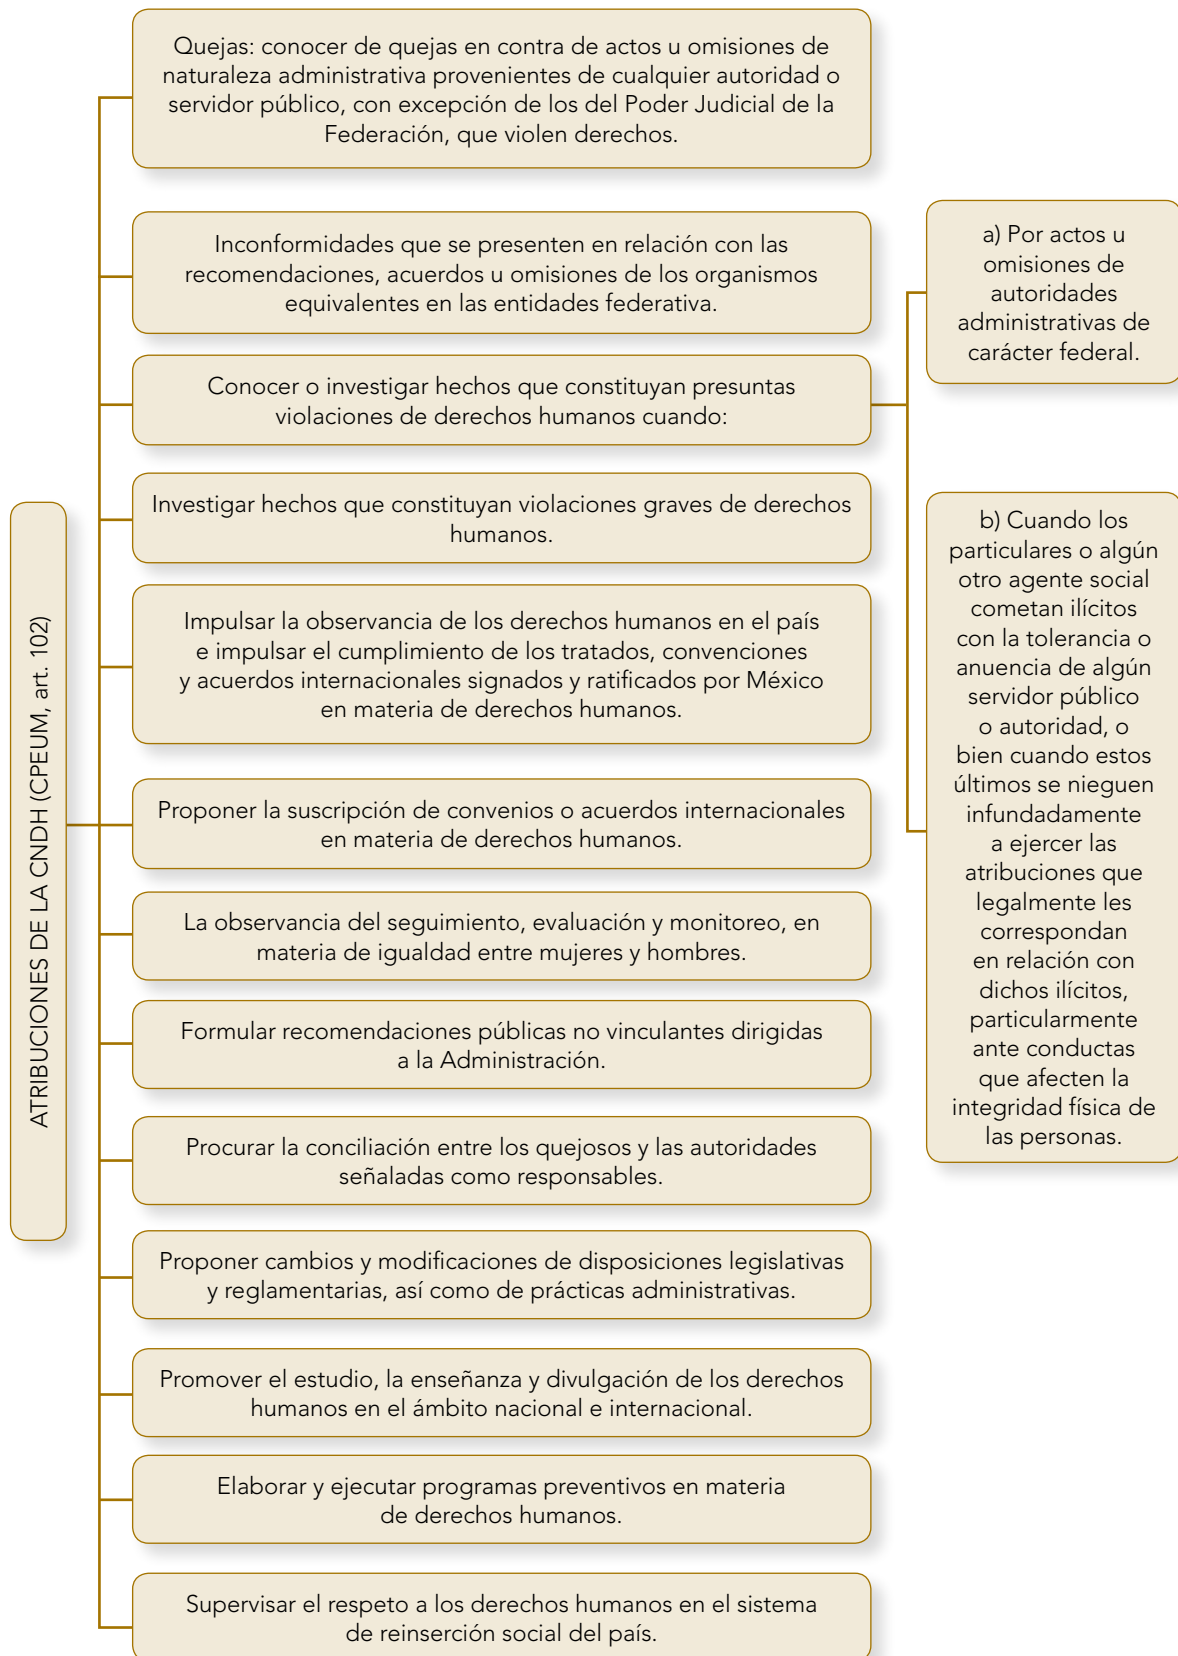 ATRIBUCIONES DE LA CNDH (CPEUM, art. 102)
Quejas: conocer de quejas en contra de actos u omisiones de
naturaleza administrativa provenientes de cualquier autoridad o
servidor público, con excepción de los del Poder Judicial de la
Federación, que violen derechos.
Inconformidades que se presenten en relación con las
recomendaciones, acuerdos u omisiones de los organismos
equivalentes en las entidades federativa.
Conocer o investigar hechos que constituyan presuntas
violaciones de derechos humanos cuando:
a) Por actos u
omisiones de
autoridades
administrativas de
carácter federal.
b) Cuando los
particulares o algún
otro agente social
cometan ilícitos
con la tolerancia o
anuencia de algún
servidor público
o autoridad, o
bien cuando estos
últimos se nieguen
infundadamente
a ejercer las
atribuciones que
legalmente les
correspondan
en relación con
dichos ilícitos,
particularmente
ante conductas
que afecten la
integridad física de
las personas.
Investigar hechos que constituyan violaciones graves de derechos
humanos.
Impulsar la observancia de los derechos humanos en el país
e impulsar el cumplimiento de los tratados, convenciones
y acuerdos internacionales signados y ratificados por México
en materia de derechos humanos.
Proponer la suscripción de convenios o acuerdos internacionales
en materia de derechos humanos.
La observancia del seguimiento, evaluación y monitoreo, en
materia de igualdad entre mujeres y hombres.
Formular recomendaciones públicas no vinculantes dirigidas
a la Administración.
Procurar la conciliación entre los quejosos y las autoridades
señaladas como responsables.
Proponer cambios y modificaciones de disposiciones legislativas
y reglamentarias, así como de prácticas administrativas.
Promover el estudio, la enseñanza y divulgación de los derechos
humanos en el ámbito nacional e internacional.
Elaborar y ejecutar programas preventivos en materia
de derechos humanos.
Supervisar el respeto a los derechos humanos en el sistema
de reinserción social del país.